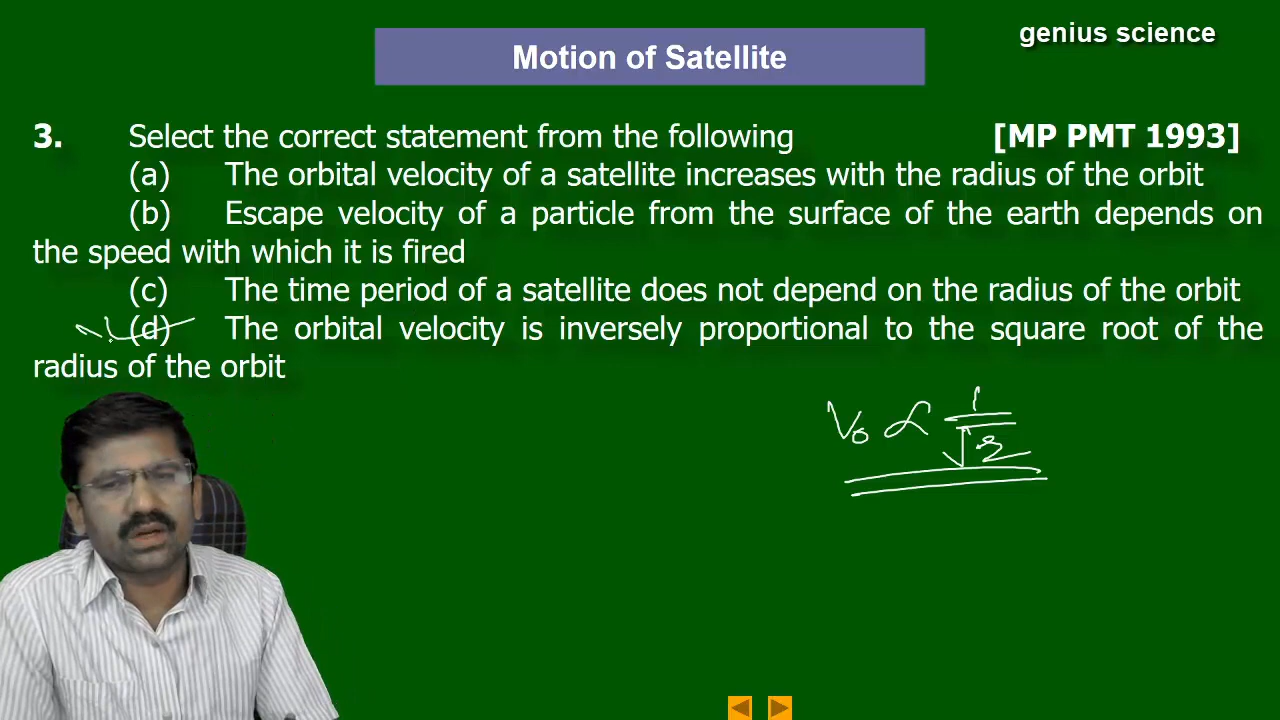 genius science
Motion of Satellite
3. Select the correct statement from the following [MP PMT 1993]
(a) The orbital velocity of a satellite increases with the radius of the orbit
(b) Escape velocity of a particle from the surface of the earth depends on
the speed with which it is fired
(c) The time period of a satellite does not depend on the radius of the orbit
(d) The orbital velocity is inversely proportional to the square root of the
radius of the orbit
V₀ ∝ 1/√r